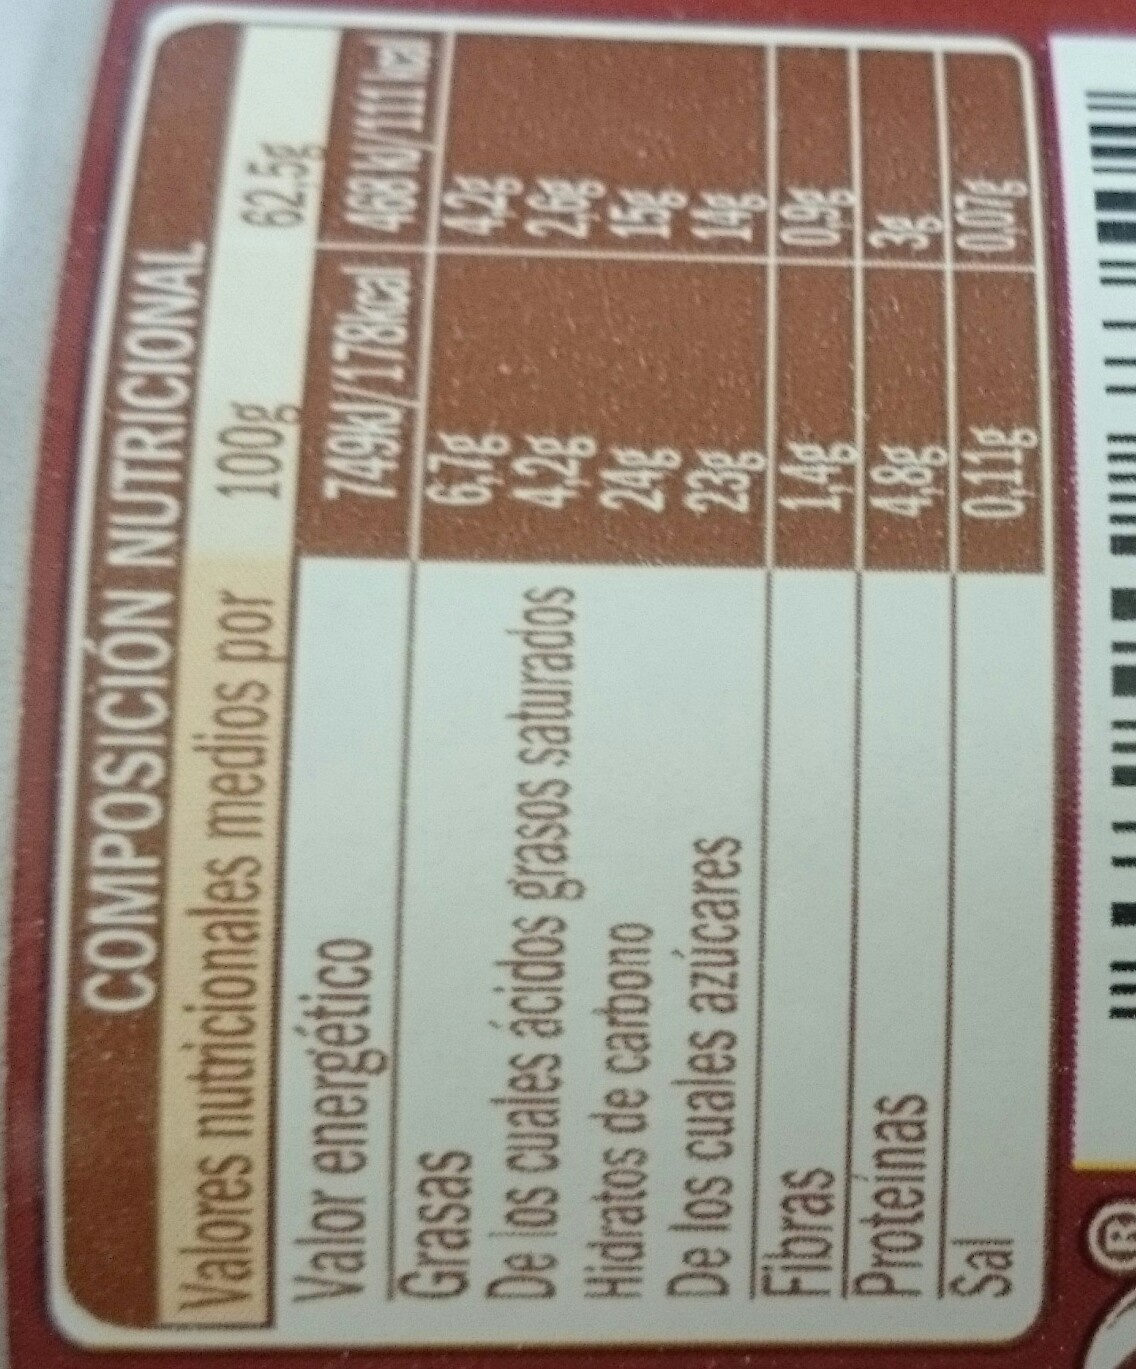 COMPOSICIÓN NUTRICIONAL
Valores nutricionales medios por 100g 62.5g
Valor energético 749kJ/178kcal 463 kJ/111 kcal
Grasas 6,7g 4,2g
De los cuales ácidos grasos saturados 4,2g 2,6g
Hidratos de carbono 24g 15g
De los cuales azúcares 23g 14g
Fibras 1,4g 0,9g
Proteínas 4,8g 3g
Sal 0,11g 0,07g
®